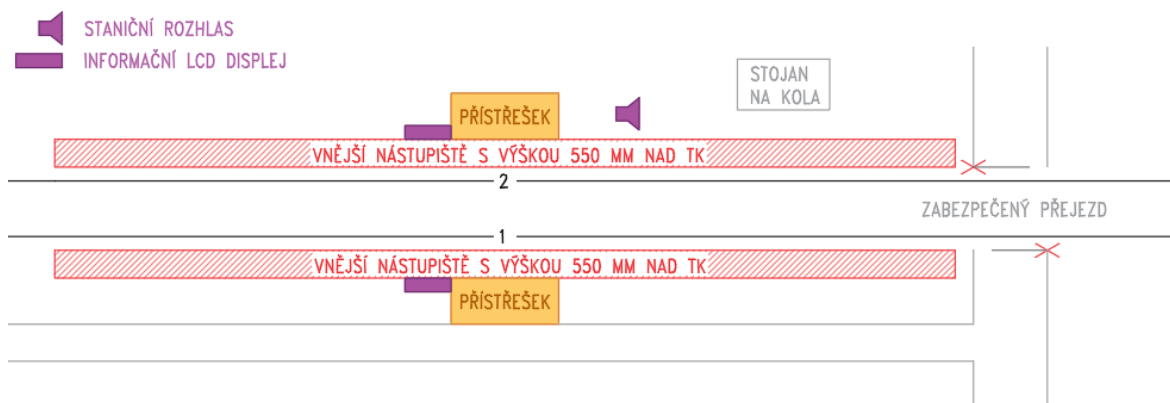 STANIČNÍ ROZHLAS
INFORMAČNÍ LCD DISPLEJ
STOJAN
NA KOLA
PŘÍSTŘEŠEK
VNĚJŠÍ NÁSTUPIŠTĚ S VÝŠKOU 550 MM NAD TK
2
ZABEZPEČENÝ PŘEJEZD
1
VNĚJŠÍ NÁSTUPIŠTĚ S VÝŠKOU 550 MM NAD TK
PŘÍSTŘEŠEK